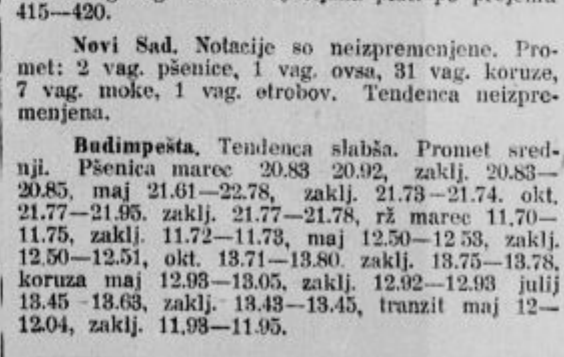 415—420.
Novi Sad. Notacije so neizpremenjene. Pro-
met: 2 vag. pšenice, 1 vag. ovsa, 31 vag. koruze,
7 vag. moke, 1 vag. otrobov. Tendenca neizpre-
menjena.
Budimpešta. Tendenca slabša. Promet sred-
nji. Pšenica marec 20.83 20.92, zaklj. 20.83—
20.85, maj 21.61—22.78, zaklj. 21.73—21.74. okt.
21.77—21.95. zaklj. 21.77—21.78, rž marec 11.70—
11.75, zaklj. 11.72—11.73, maj 12.50—12 53, zaklj.
12.50—12.51, okt. 13.71—13.80. zaklj. 13.75—13.78,
koruza maj 12.93—13.05, zaklj. 12.92—12.93 julij
13.45 13.63, zaklj. 13.43—13.45, tranzit maj 12—
12.04, zaklj. 11.93—11.95.